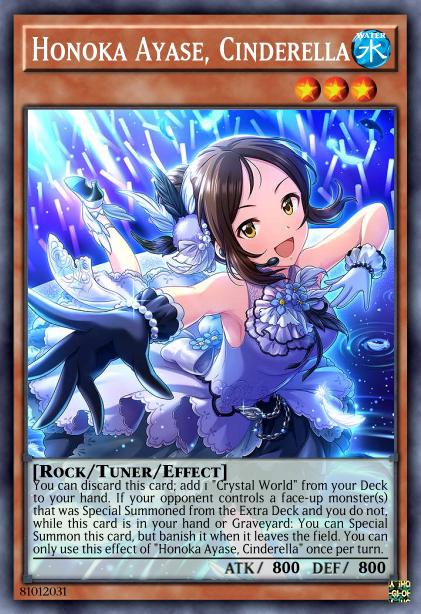 HONOKA AYASE, CINDERELLA
WATER
水
[ROCK/TUNER/EFFECT]
You can discard this card; add 1 "Crystal World" from your Deck
to your hand. If your opponent controls a face-up monster(s)
that was Special Summoned from the Extra Deck and you do not,
while this card is in your hand or Graveyard: You can Special
Summon this card, but banish it when it leaves the field. You can
only use this effect of "Honoka Ayase, Cinderella" once per turn.
ATK/ 800 DEF/ 800
81012031